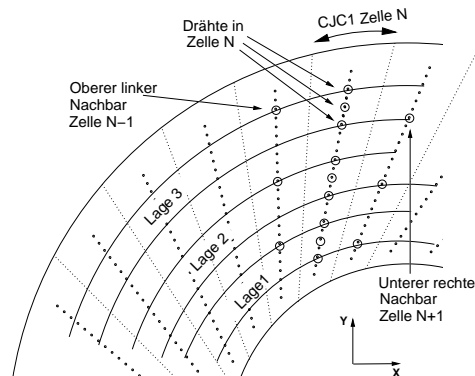 CJC1 Zelle N
Drähte in
Zelle N
Oberer linker
Nachbar
Zelle N–1
Lage 3
Lage 2
Lage1
Unterer rechte
Nachbar
Zelle N+1
Y
X